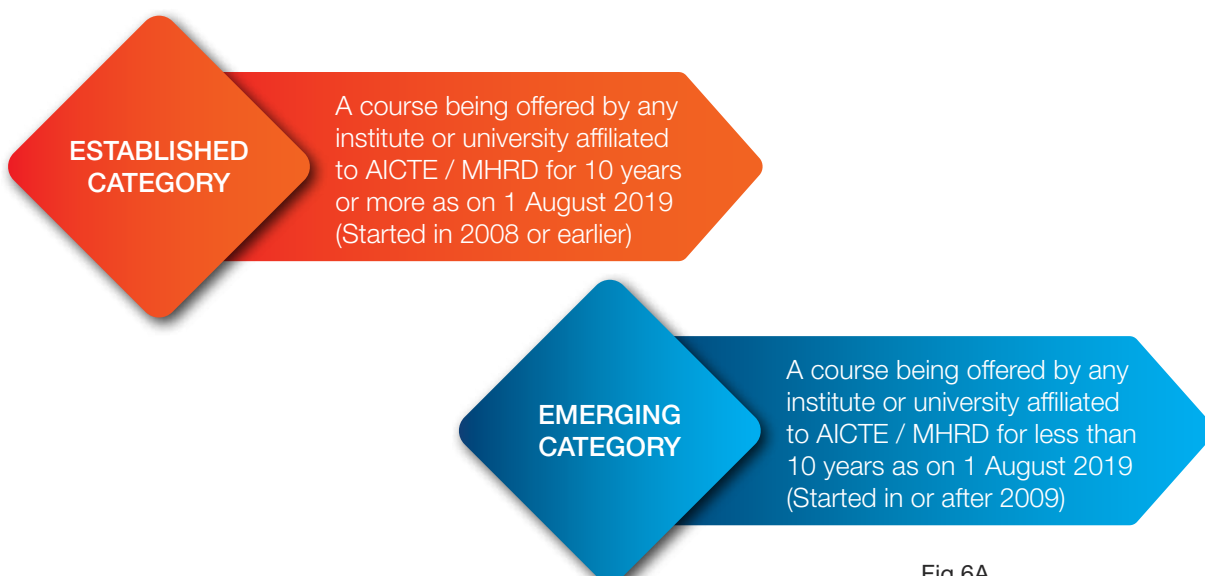 ESTABLISHED
CATEGORY
A course being offered by any
institute or university affiliated
to AICTE / MHRD for 10 years
or more as on 1 August 2019
(Started in 2008 or earlier)
EMERGING
CATEGORY
A course being offered by any
institute or university affiliated
to AICTE / MHRD for less than
10 years as on 1 August 2019
(Started in or after 2009)
Fig 6A